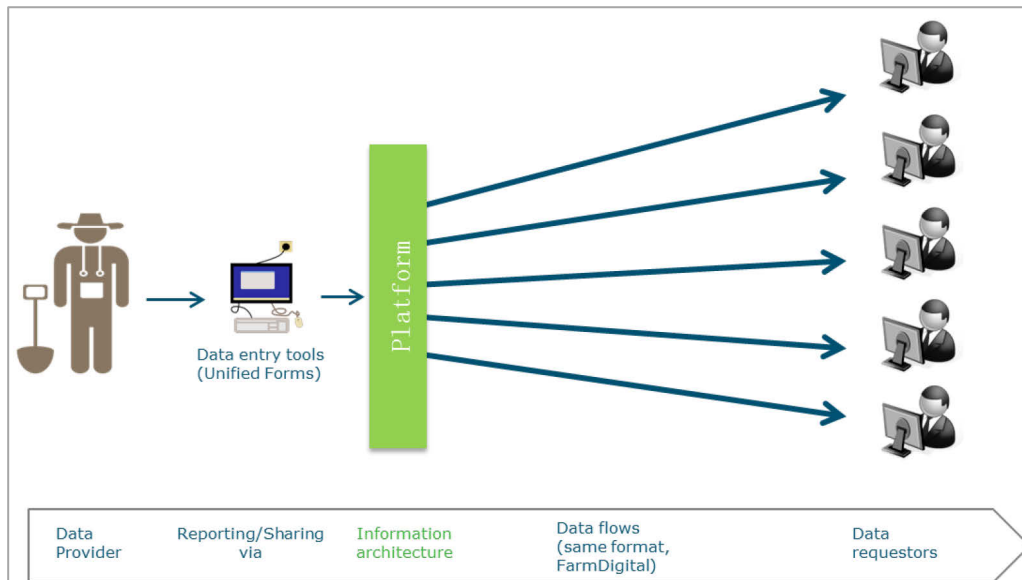 Platform
Data entry tools
(Unified Forms)
Data
Provider
Reporting/Sharing
via
Information
architecture
Data flows
(same format,
FarmDigital)
Data
requestors